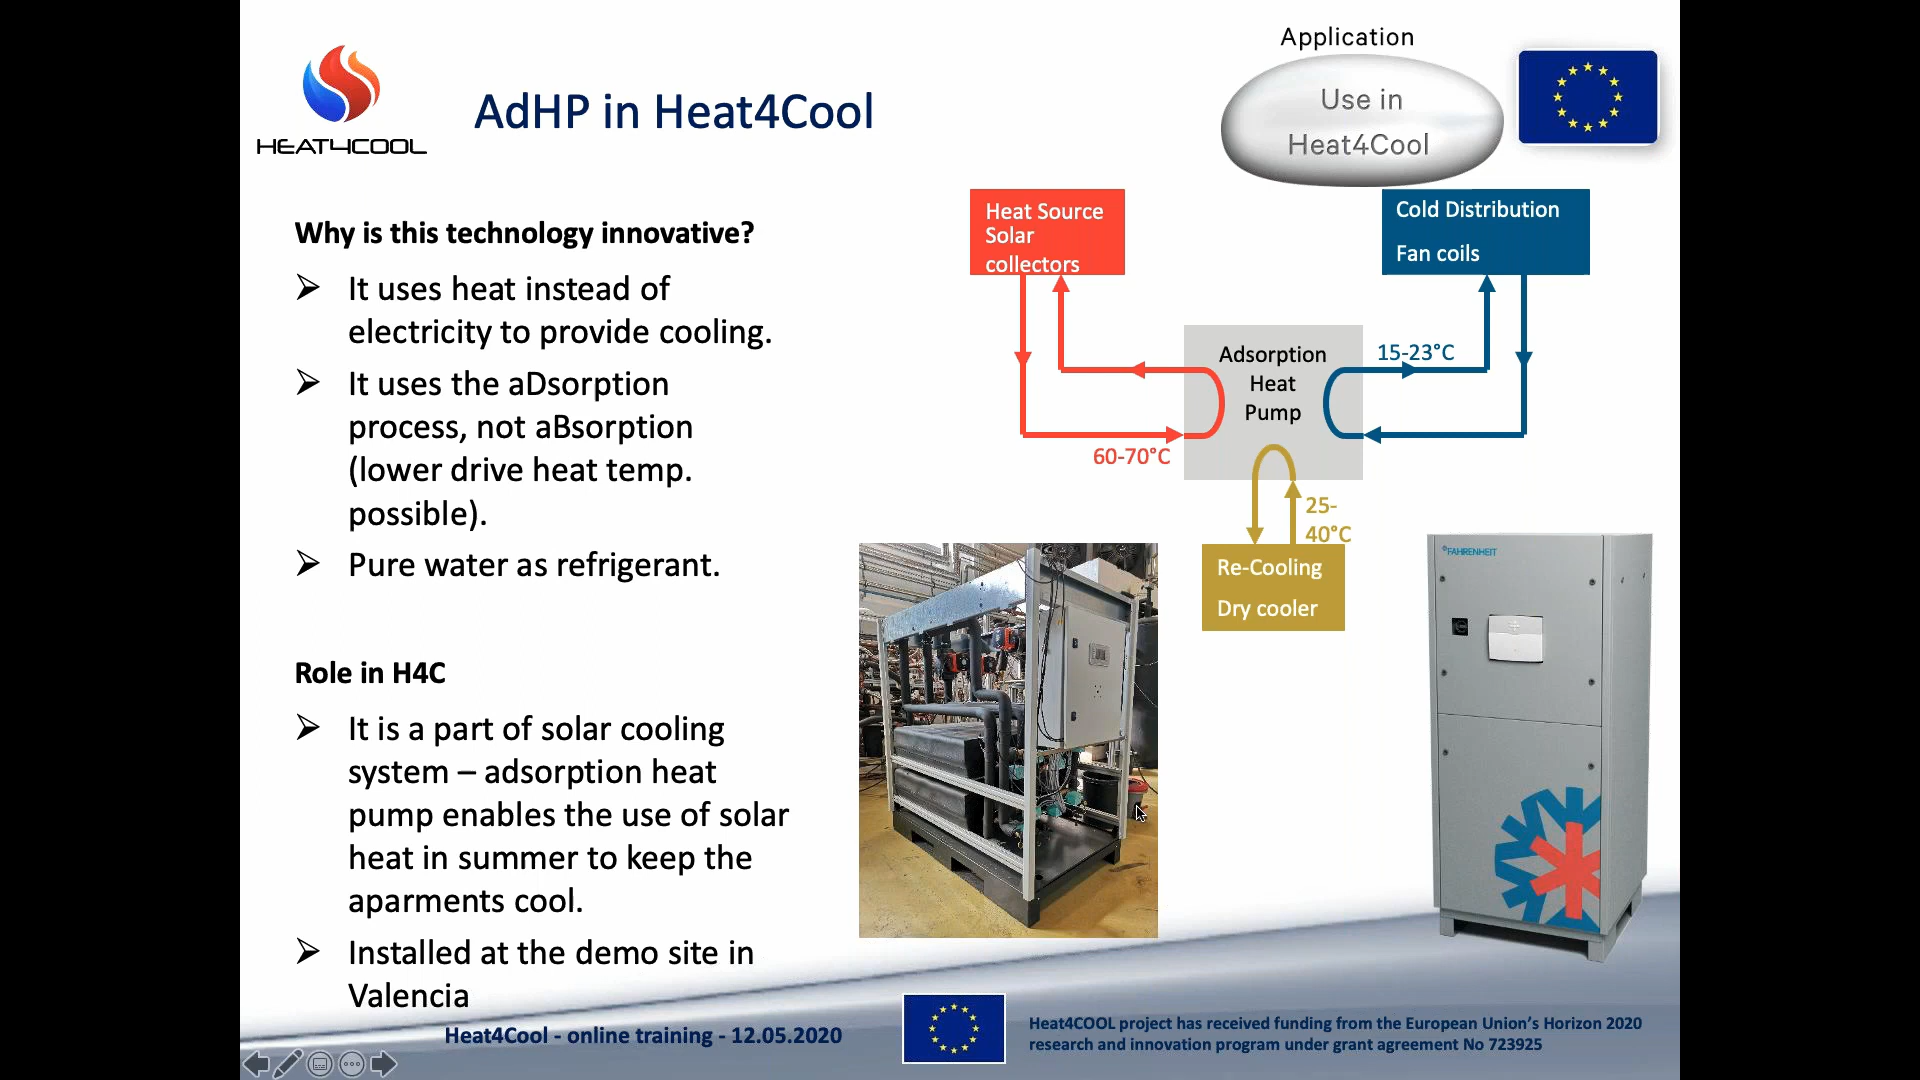 HEAT4COOL
AdHP in Heat4Cool
Application
Use in
Heat4Cool
Why is this technology innovative?
➢ It uses heat instead of
electricity to provide cooling.
➢ It uses the aDsorption
process, not aBsorption
(lower drive heat temp.
possible).
➢ Pure water as refrigerant.
Role in H4C
➢ It is a part of solar cooling
system – adsorption heat
pump enables the use of solar
heat in summer to keep the
aparments cool.
➢ Installed at the demo site in
Valencia
Heat Source
Solar
collectors
Cold Distribution
Fan coils
Adsorption
Heat
Pump
15-23°C
60-70°C
25-
40°C
Re-Cooling
Dry cooler
FAHRENHEIT
Heat4Cool - online training - 12.05.2020
Heat4COOL project has received funding from the European Union’s Horizon 2020
research and innovation program under grant agreement No 723925